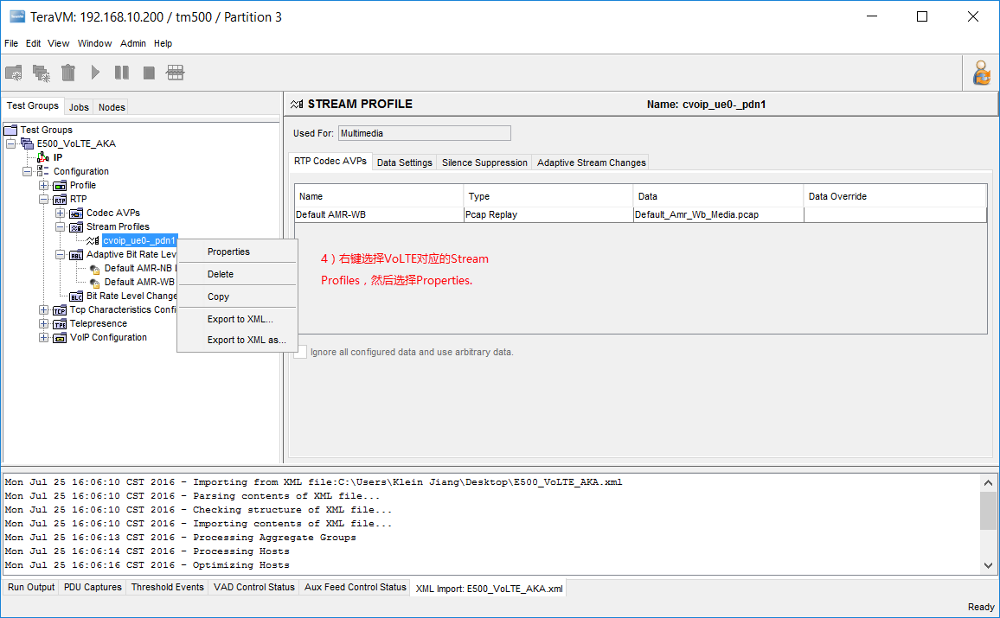 TeraVM: 192.168.10.200 / tm500 / Partition 3
File Edit View Window Admin Help
Test Groups Jobs Nodes
Test Groups
E500_VoLTE_AKA
IP
Configuration
Profile
RTP
Codec AVPs
Stream Profiles
cvoip_ue0-_pdn1
Adaptive Bit Rate Lev
Default AMR-NB
Default AMR-WB
Bit Rate Level Change
Tcp Characteristics Confi
Telepresence
VoIP Configuration
Properties
Delete
Copy
Export to XML...
Export to XML as...
STREAM PROFILE Name: cvoip_ue0-_pdn1
Used For: Multimedia
RTP Codec AVPs Data Settings Silence Suppression Adaptive Stream Changes
Name Type Data Data Override
Default AMR-WB Pcap Replay Default_Amr_Wb_Media.pcap
4）右键选择VoLTE对应的Stream
Profiles，然后选择Properties.
Ignore all configured data and use arbitrary data.
Mon Jul 25 16:06:10 CST 2016 - Importing from XML file:C:\Users\Klein Jiang\Desktop\E500_VoLTE_AKA.xml
Mon Jul 25 16:06:10 CST 2016 - Parsing contents of XML file...
Mon Jul 25 16:06:10 CST 2016 - Checking structure of XML file...
Mon Jul 25 16:06:10 CST 2016 - Importing contents of XML file...
Mon Jul 25 16:06:13 CST 2016 - Processing Aggregate Groups
Mon Jul 25 16:06:14 CST 2016 - Processing Hosts
Mon Jul 25 16:06:16 CST 2016 - Optimizing Hosts
Run Output PDU Captures Threshold Events VAD Control Status Aux Feed Control Status XML Import: E500_VoLTE_AKA.xml
Ready